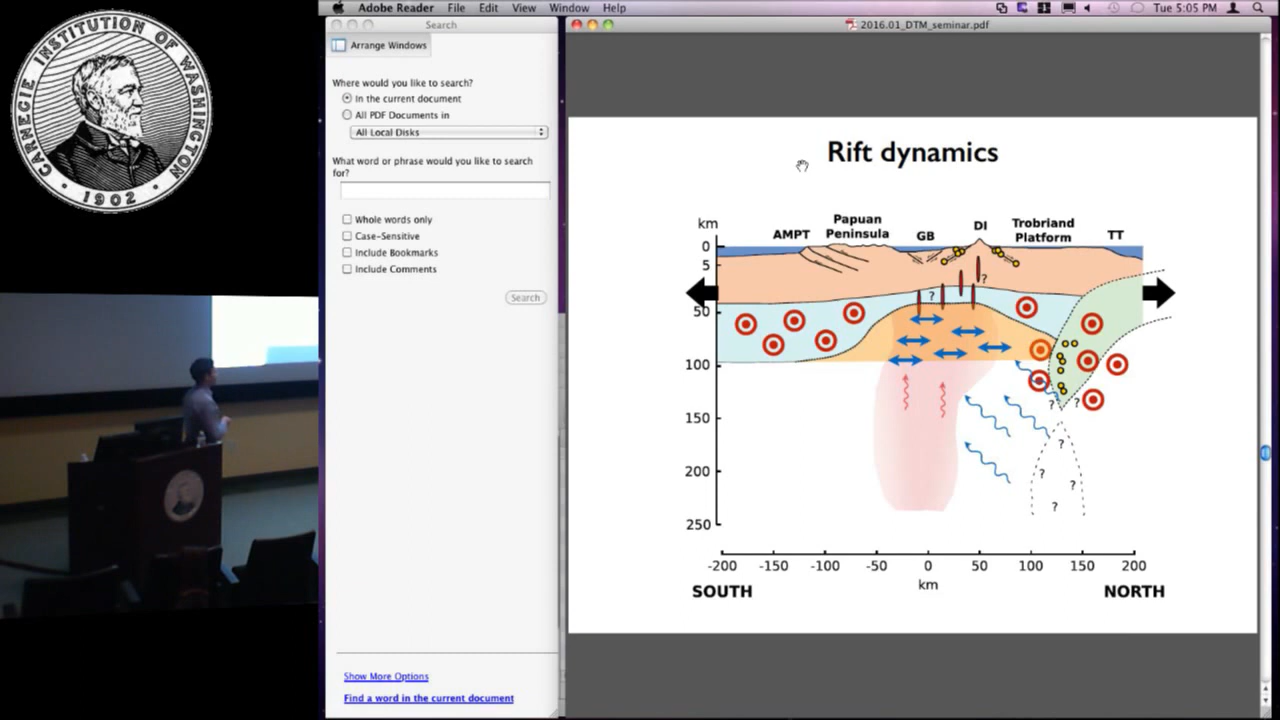 CARNEGIE INSTITUTION OF WASHINGTON
1902
Adobe Reader File Edit View Window Help
Tue 5:05 PM
Search
2016.01_DTM_seminar.pdf
Arrange Windows
Where would you like to search?
In the current document
All PDF Documents in
All Local Disks
What word or phrase would you like to search
for?
Whole words only
Case-Sensitive
Include Bookmarks
Include Comments
Search
Show More Options
Find a word in the current document
Rift dynamics
km
AMPT
Papuan
Peninsula
GB
DI
Trobriand
Platform
TT
0
5
50
100
150
200
250
?
?
?
?
?
?
?
?
-200 -150 -100 -50 0 50 100 150 200
km
SOUTH
NORTH